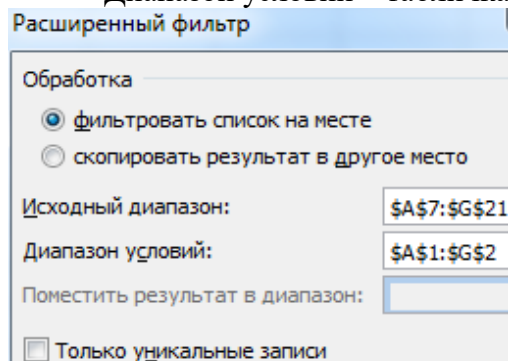 Расширенный фильтр
Обработка
фильтровать список на месте
скопировать результат в другое место
Исходный диапазон: $A$7:$G$21
Диапазон условий: $A$1:$G$2
Поместить результат в диапазон:
Только уникальные записи